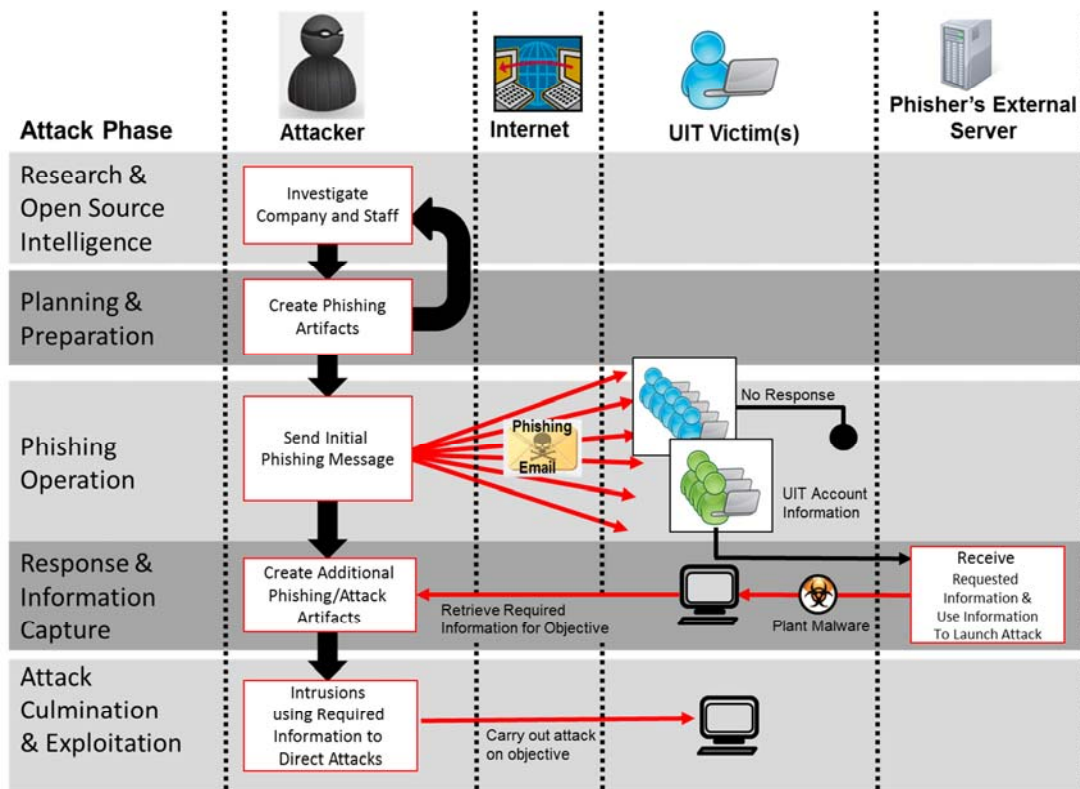 Attack Phase
Attacker
Internet
UIT Victim(s)
Phisher's External
Server
Research &
Open Source
Intelligence
Investigate
Company and Staff
Planning &
Preparation
Create Phishing
Artifacts
Phishing
Operation
Send Initial
Phishing Message
Phishing
Email
No Response
UIT Account
Information
Response &
Information
Capture
Create Additional
Phishing/Attack
Artifacts
Retrieve Required
Information for Objective
Plant Malware
Receive
Requested
Information &
Use Information
To Launch Attack
Attack
Culmination
& Exploitation
Intrusions
using Required
Information to
Direct Attacks
Carry out attack
on objective